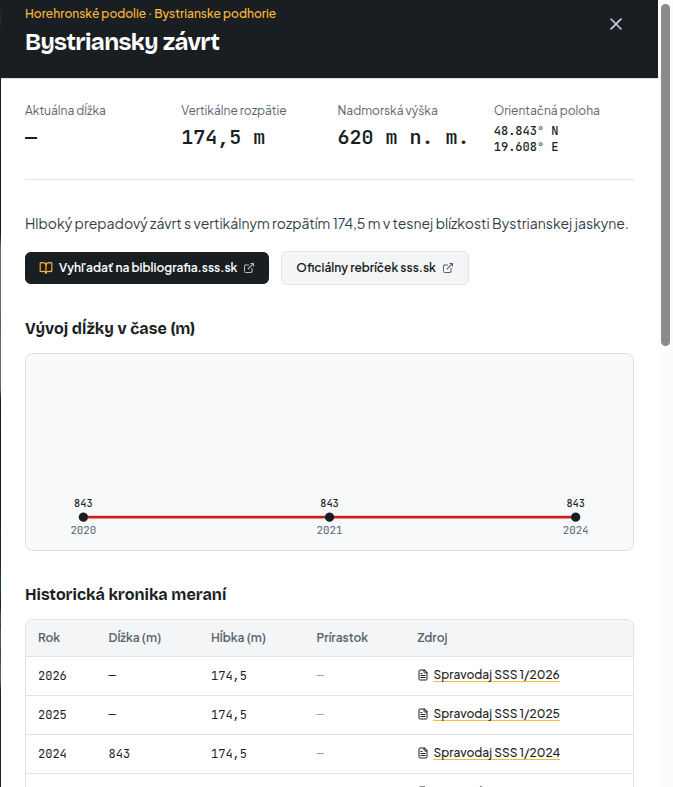 Horehronské podolie · Bystrianske podhorie
Bystriansky závrt
Aktuálna dĺžka
Vertikálne rozpätie
Nadmorská výška
Orientačná poloha
—
174,5 m
620 m n. m.
48.843° N
19.608° E
Hlboký prepadový závrt s vertikálnym rozpätím 174,5 m v tesnej blízkosti Bystrianskej jaskyne.
Vyhľadať na bibliografia.sss.sk
Oficiálny rebríček sss.sk
Vývoj dĺžky v čase (m)
843 843 843
2020 2021 2024
Historická kronika meraní
Rok Dĺžka (m) Hĺbka (m) Prírastok Zdroj
2026 — 174,5 — Spravodaj SSS 1/2026
2025 — 174,5 — Spravodaj SSS 1/2025
2024 843 174,5 — Spravodaj SSS 1/2024